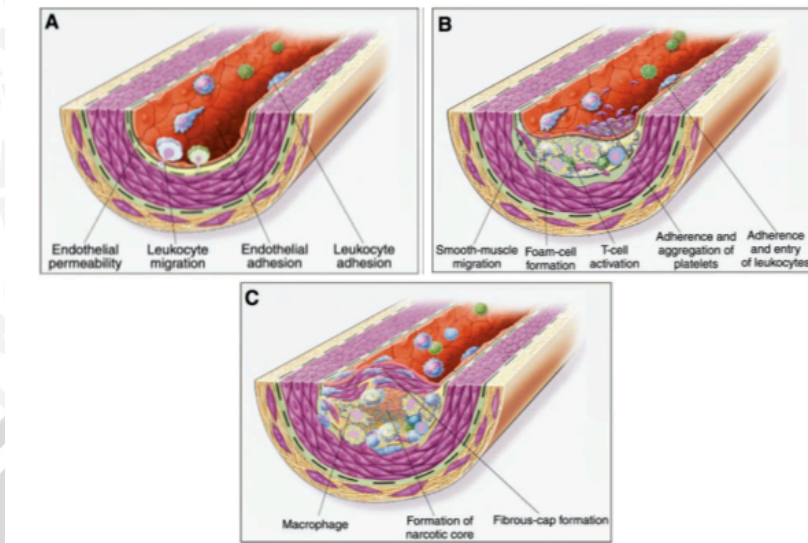 A
Endothelial permeability
Leukocyte migration
Endothelial adhesion
Leukocyte adhesion
B
Smooth-muscle migration
Foam-cell formation
T-cell activation
Adherence and aggregation of platelets
Adherence and entry of leukocytes
C
Macrophage
Formation of narcotic core
Fibrous-cap formation